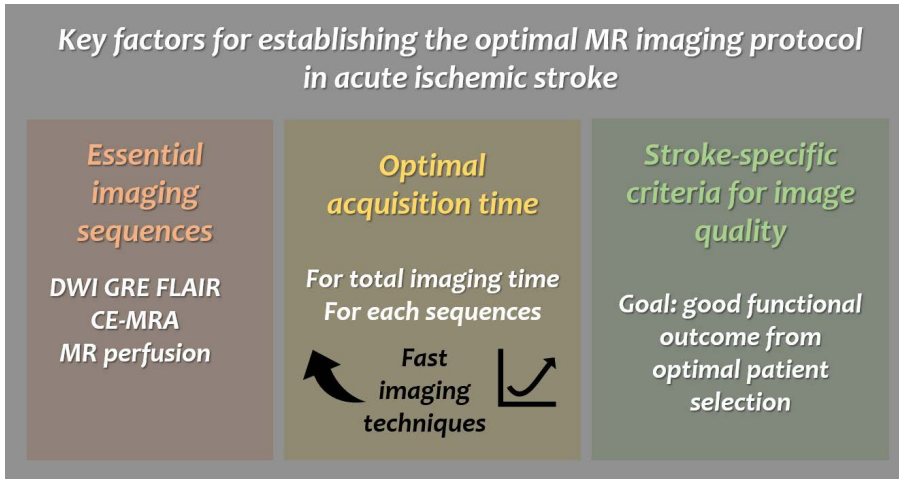 Key factors for establishing the optimal MR imaging protocol
in acute ischemic stroke
Essential
imaging
sequences
DWI GRE FLAIR
CE-MRA
MR perfusion
Optimal
acquisition time
For total imaging time
For each sequences
Fast
imaging
techniques
Stroke-specific
criteria for image
quality
Goal: good functional
outcome from
optimal patient
selection